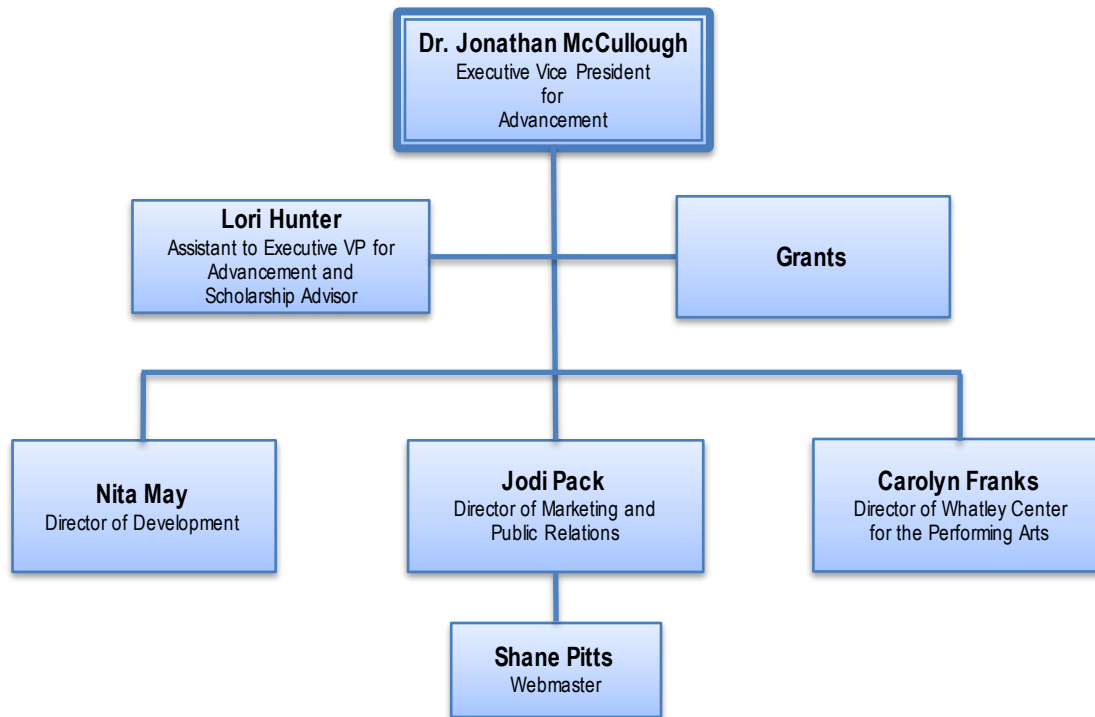 Dr. Jonathan McCullough
Executive Vice President
for
Advancement
Lori Hunter
Assistant to Executive VP for
Advancement and
Scholarship Advisor
Grants
Nita May
Director of Development
Jodi Pack
Director of Marketing and
Public Relations
Carolyn Franks
Director of Whatley Center
for the Performing Arts
Shane Pitts
Webmaster